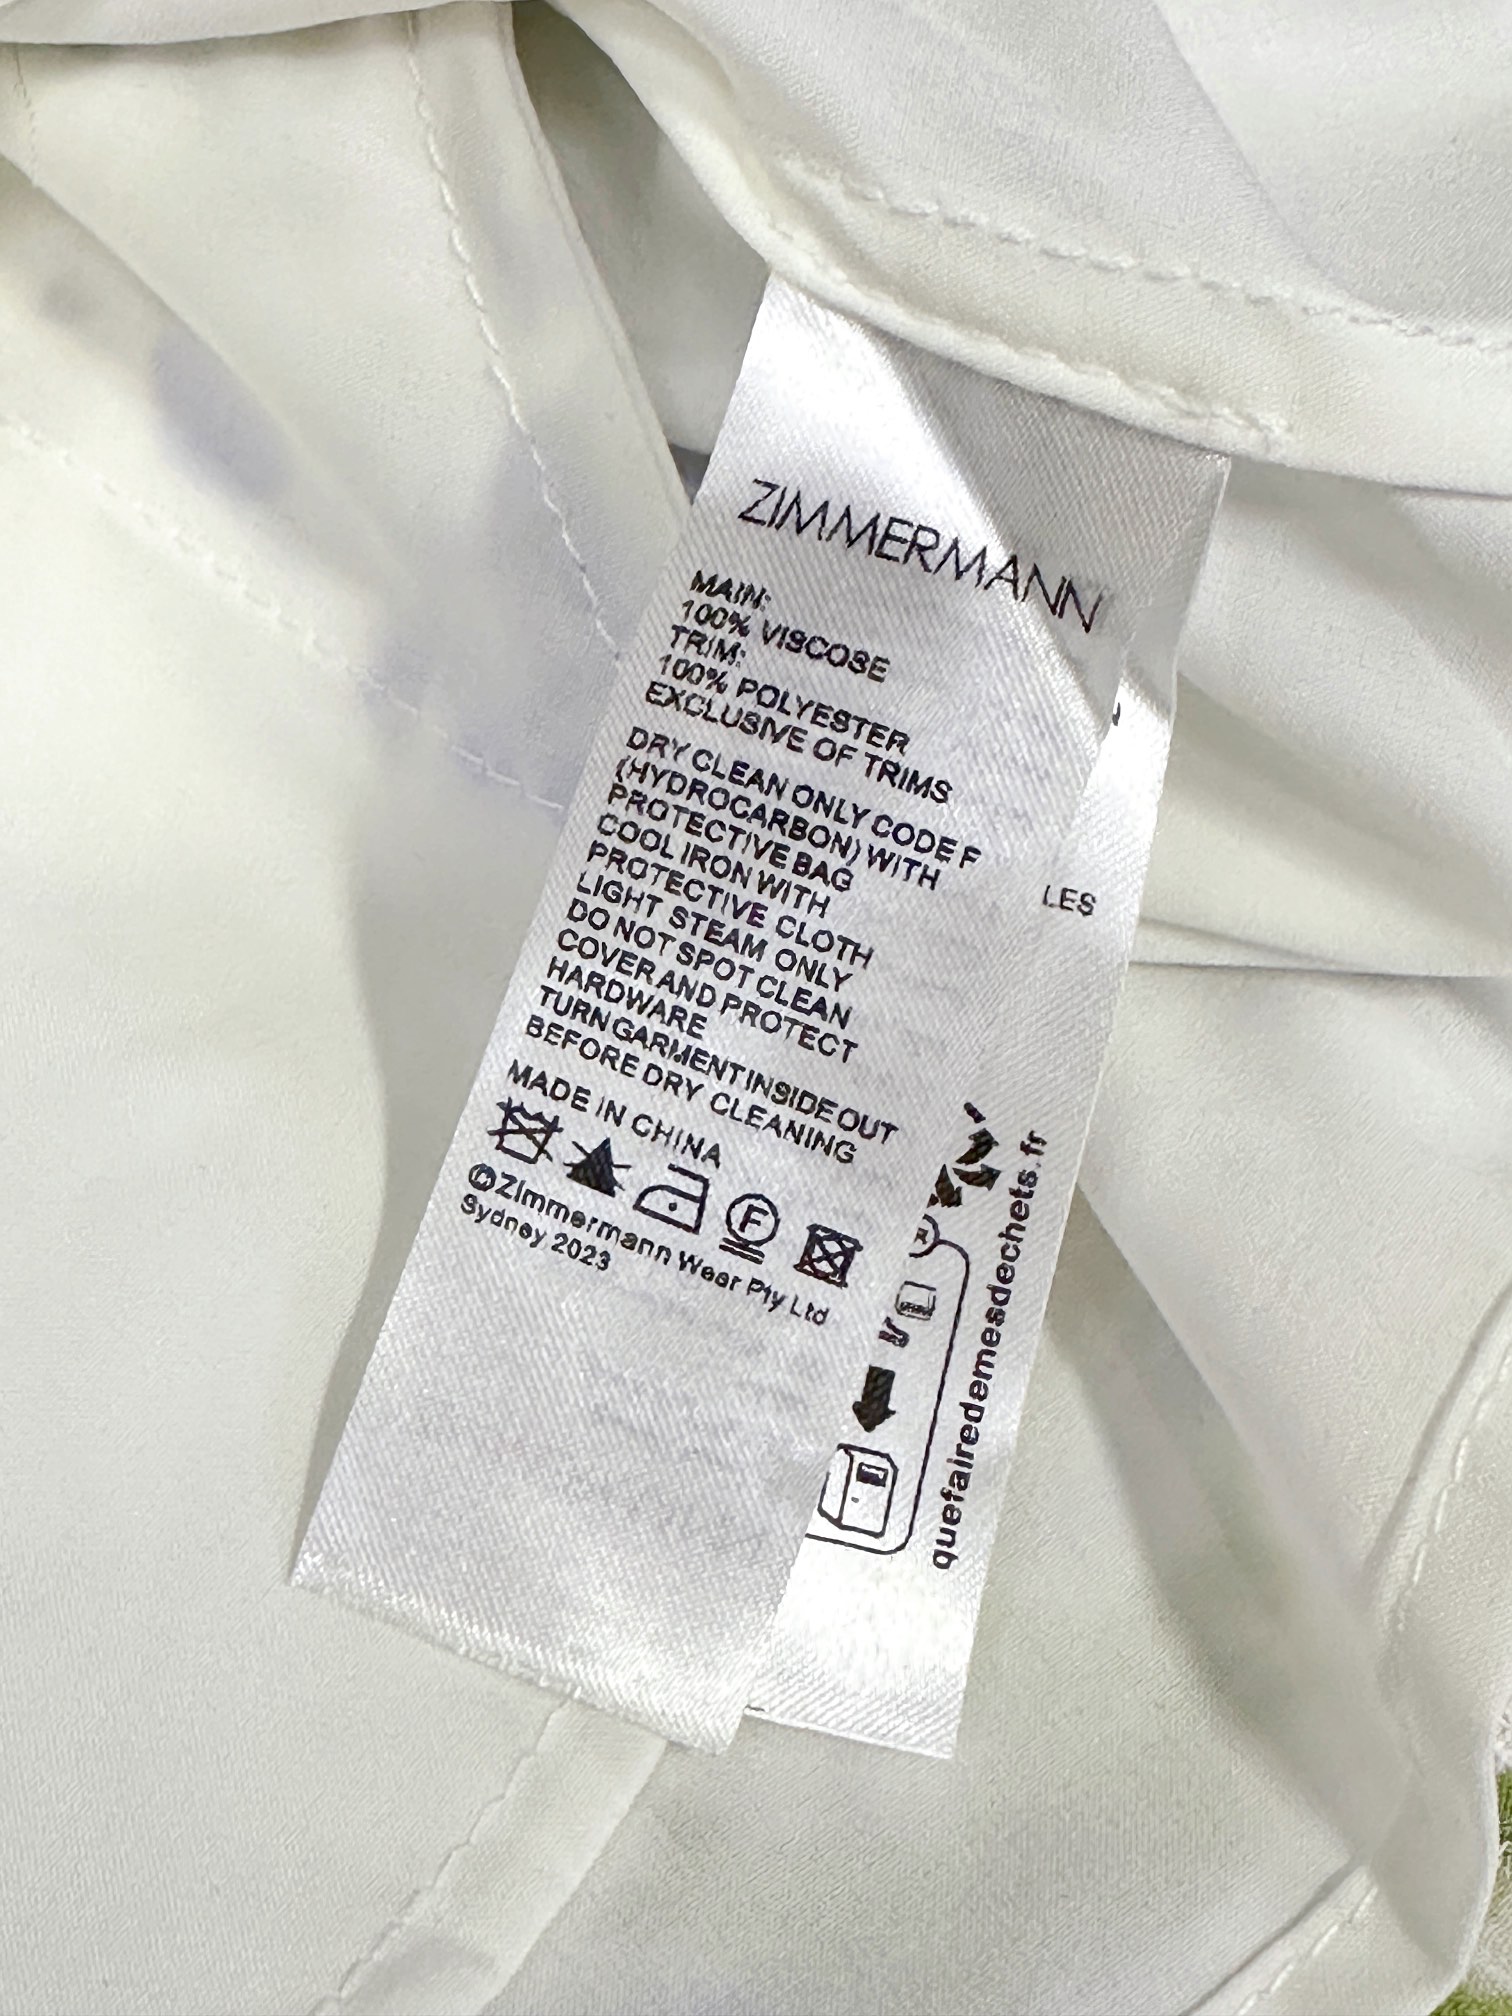 ZIMMERMANN
MAIN:
100% VISCOSE
TRIM:
100% POLYESTER
EXCLUSIVE OF TRIMS
DRY CLEAN ONLY CODE F
(HYDROCARBON) WITH
PROTECTIVE BAG
COOL IRON WITH
PROTECTIVE CLOTH
LIGHT STEAM ONLY
DO NOT SPOT CLEAN
COVER AND PROTECT
HARDWARE
TURN GARMENT INSIDE OUT
BEFORE DRY CLEANING
MADE IN CHINA
F
©Zimmermann Wear Pty Ltd
Sydney 2023
LES
quefairedemesdechets.fr